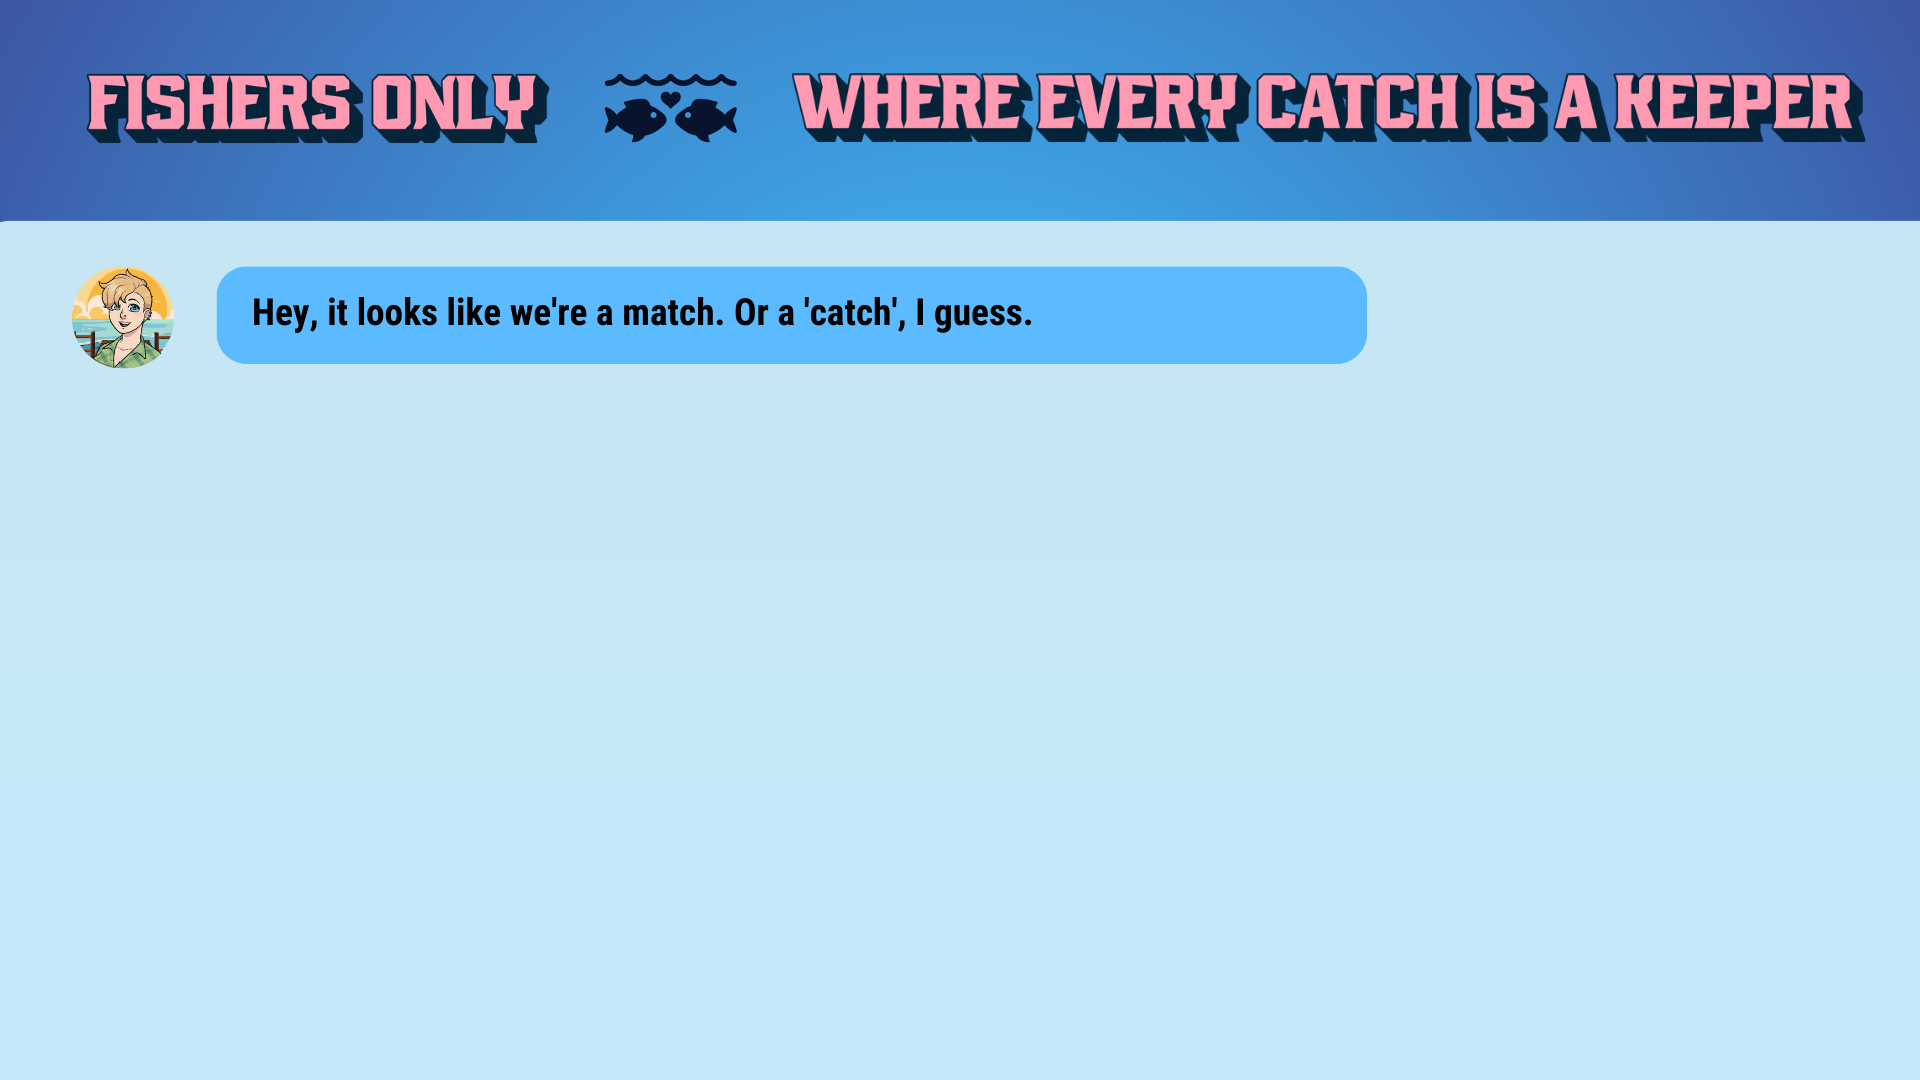 FISHERS ONLY WHERE EVERY CATCH IS A KEEPER
Hey, it looks like we're a match. Or a 'catch', I guess.